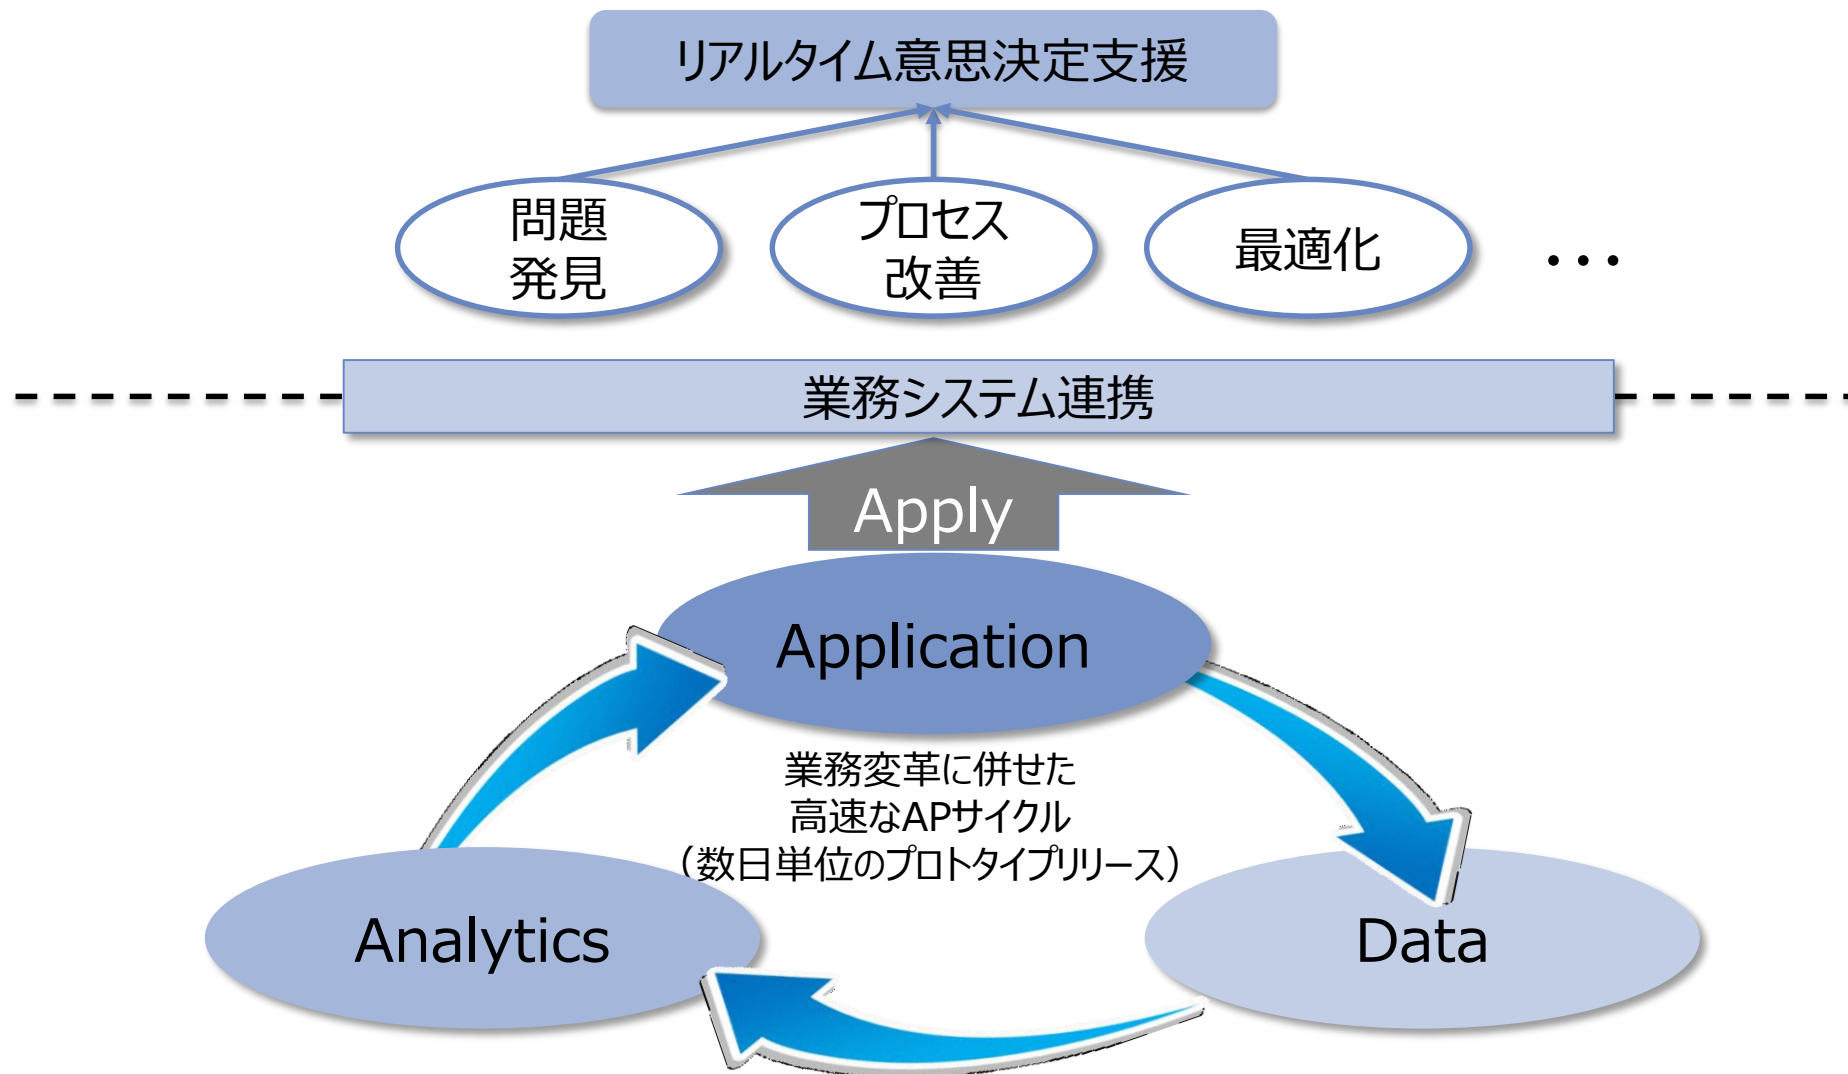 リアルタイム意思決定支援
問題
発見
プロセス
改善
最適化
...
業務システム連携
Apply
Application
業務変革に併せた
高速なAPサイクル
（数日単位のプロトタイプリリース）
Analytics
Data